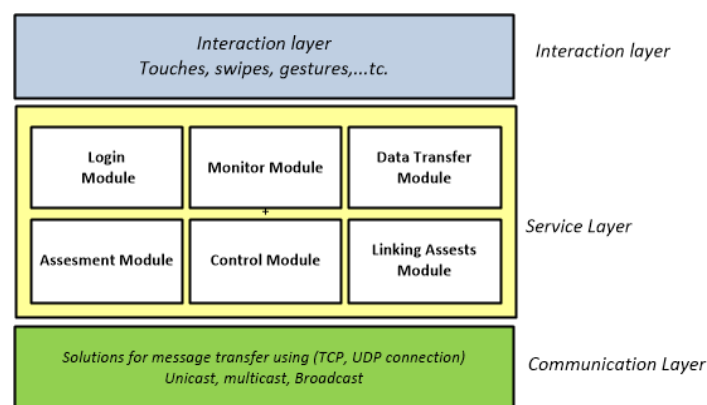 Interaction layer
Touches, swipes, gestures,...tc.
Interaction layer
Login
Module
Monitor Module
Data Transfer
Module
+
Assesment Module
Control Module
Linking Assests
Module
Service Layer
Solutions for message transfer using (TCP, UDP connection)
Unicast, multicast, Broadcast
Communication Layer